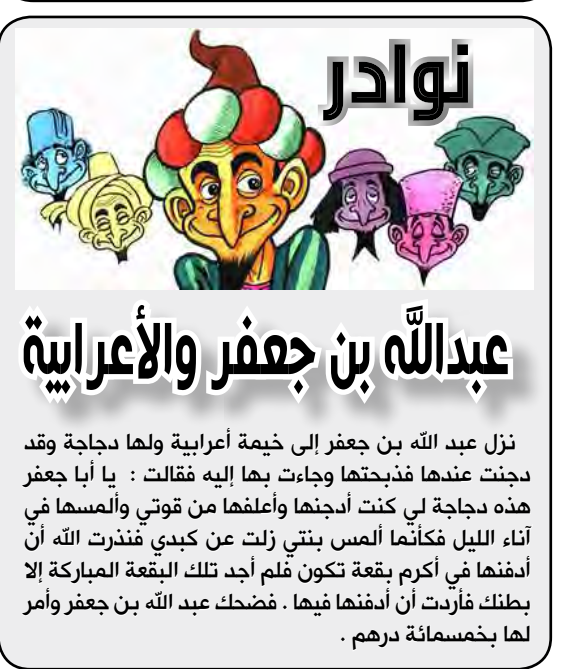 نوادر
عبدالله بن جعفر والأعرابية
نزل عبد الله بن جعفر إلى خيمة أعرابية ولها دجاجة وقد
دجنت عندها فذبحتها وجاءت بها إليه فقالت : يا أبا جعفر
هذه دجاجة لي كنت أدجنها وأعلفها من قوتي وألمسها في
آناء الليل فكأنما ألمس بنتي زلت عن كبدي فنذرت الله أن
أدفنها في أكرم بقعة تكون فلم أجد تلك البقعة المباركة إلا
بطنك فأردت أن أدفنها فيها . فضحك عبد الله بن جعفر وأمر
لها بخمسمائة درهم .